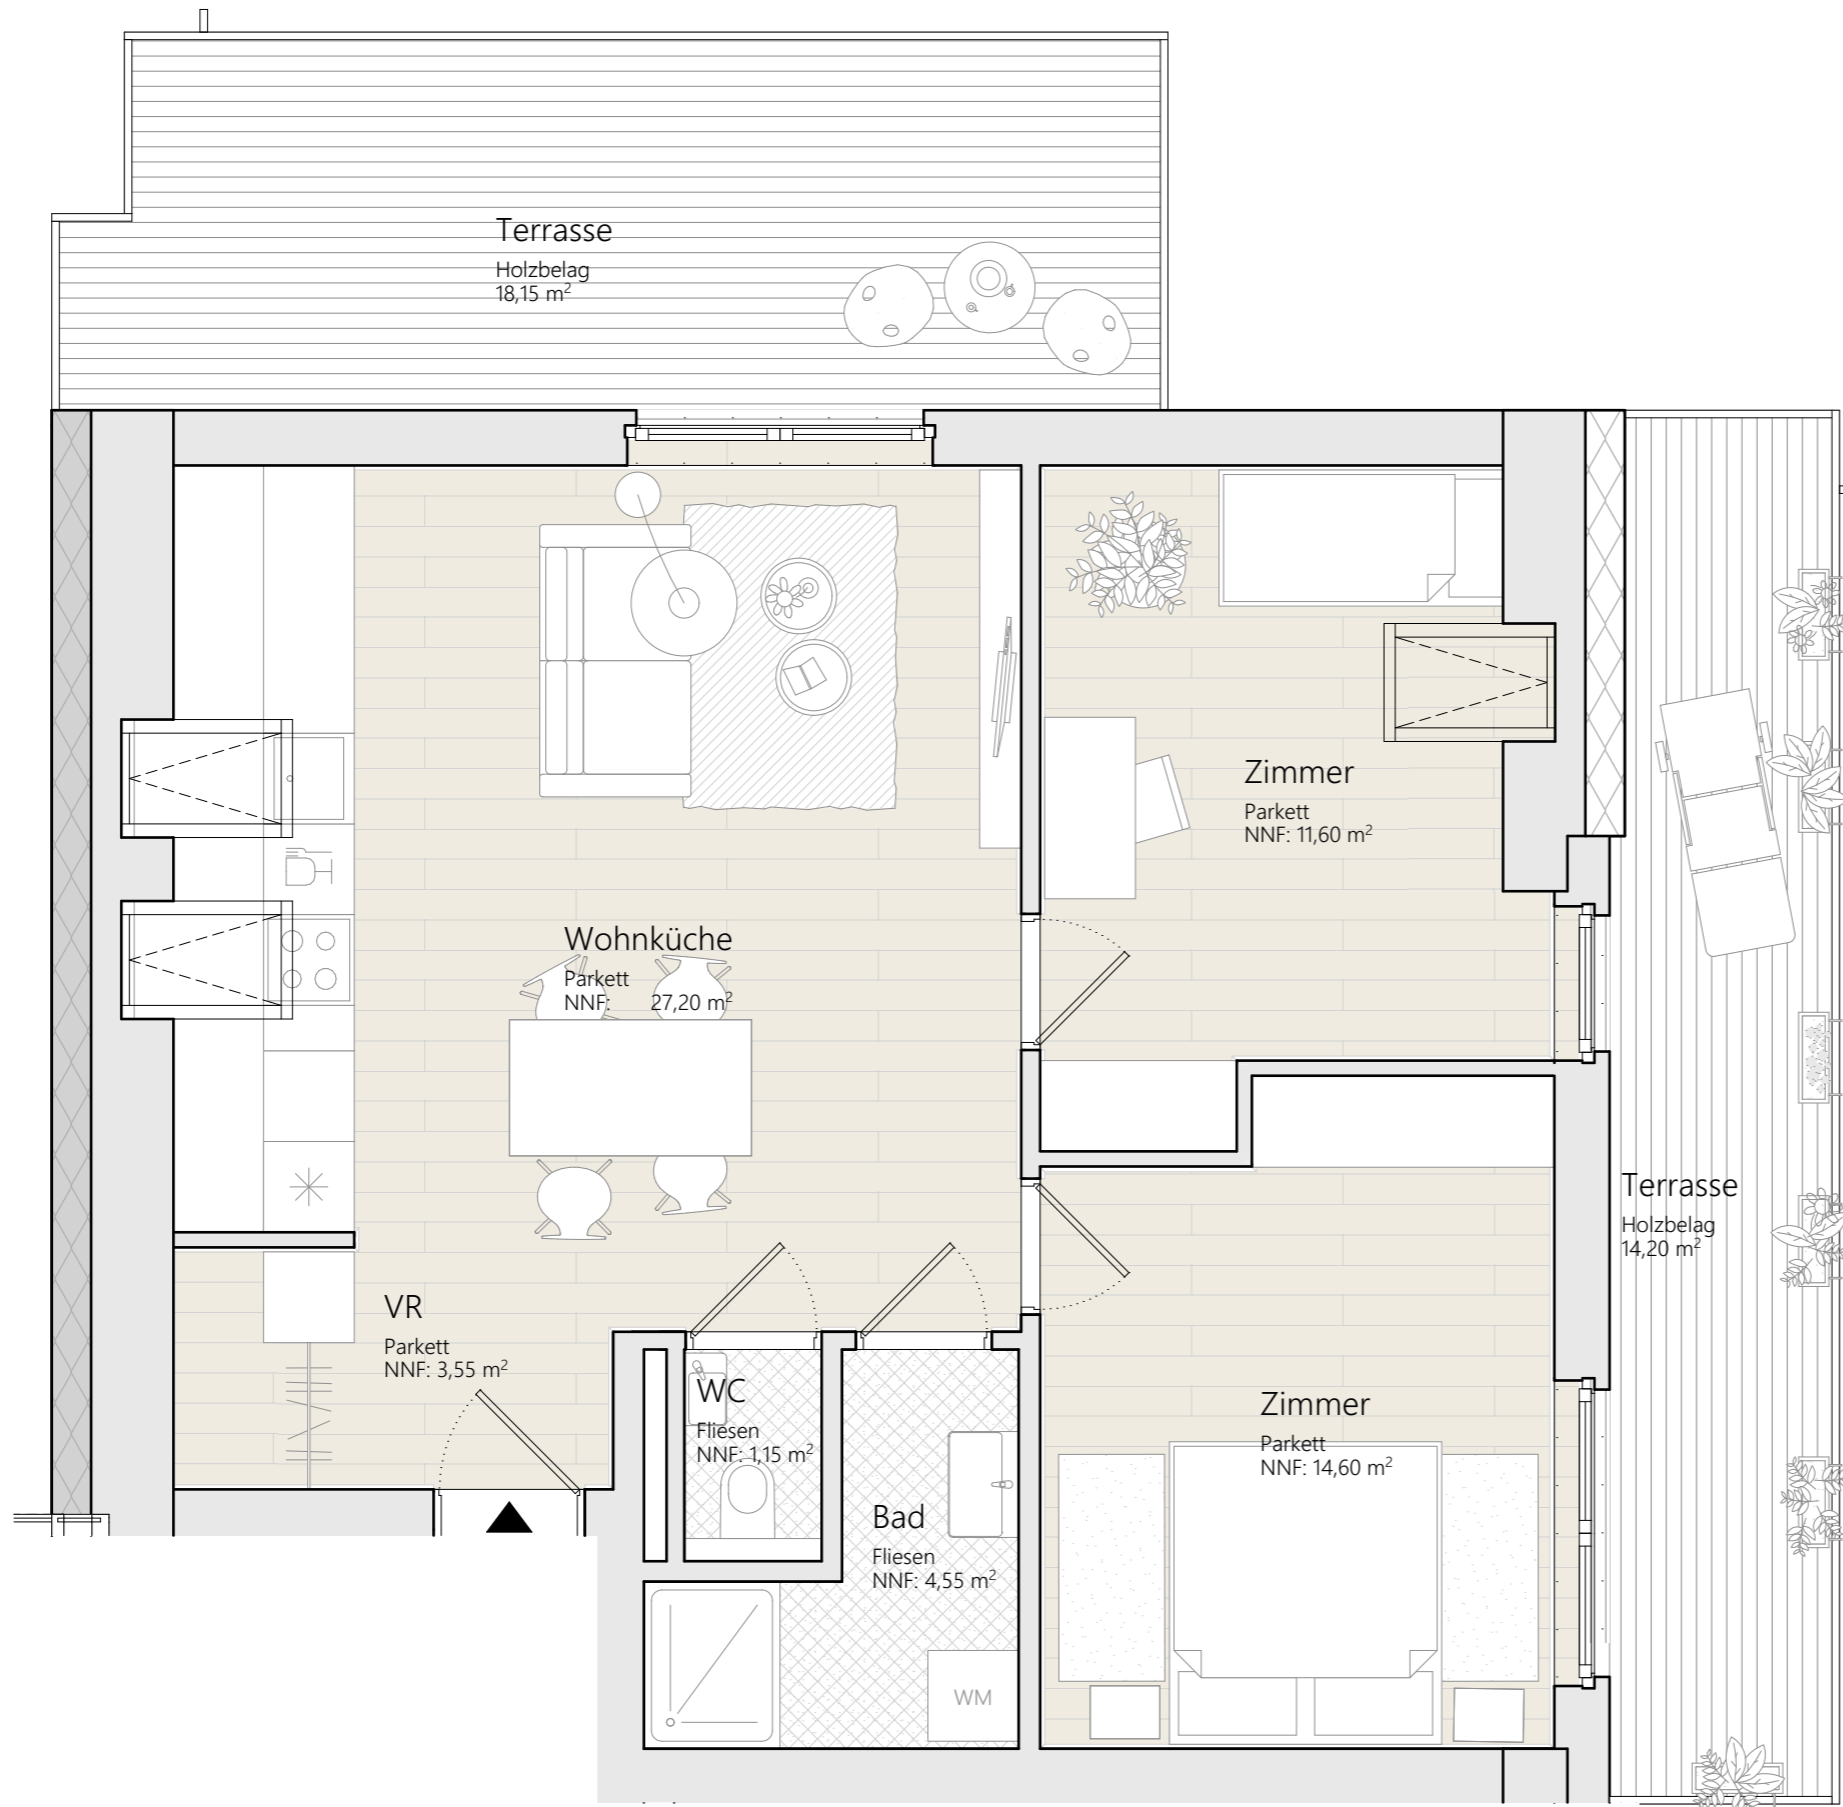 Terrasse
Holzbelag
18,15 m²
Zimmer
Parkett
NNF: 11,60 m²
Wohnküche
Parkett
NNF: 27,20 m²
Terrasse
Holzbelag
14,20 m²
VR
Parkett
NNF: 3,55 m²
WC
Fliesen
NNF: 1,15 m²
Zimmer
Parkett
NNF: 14,60 m²
Bad
Fliesen
NNF: 4,55 m²
WM